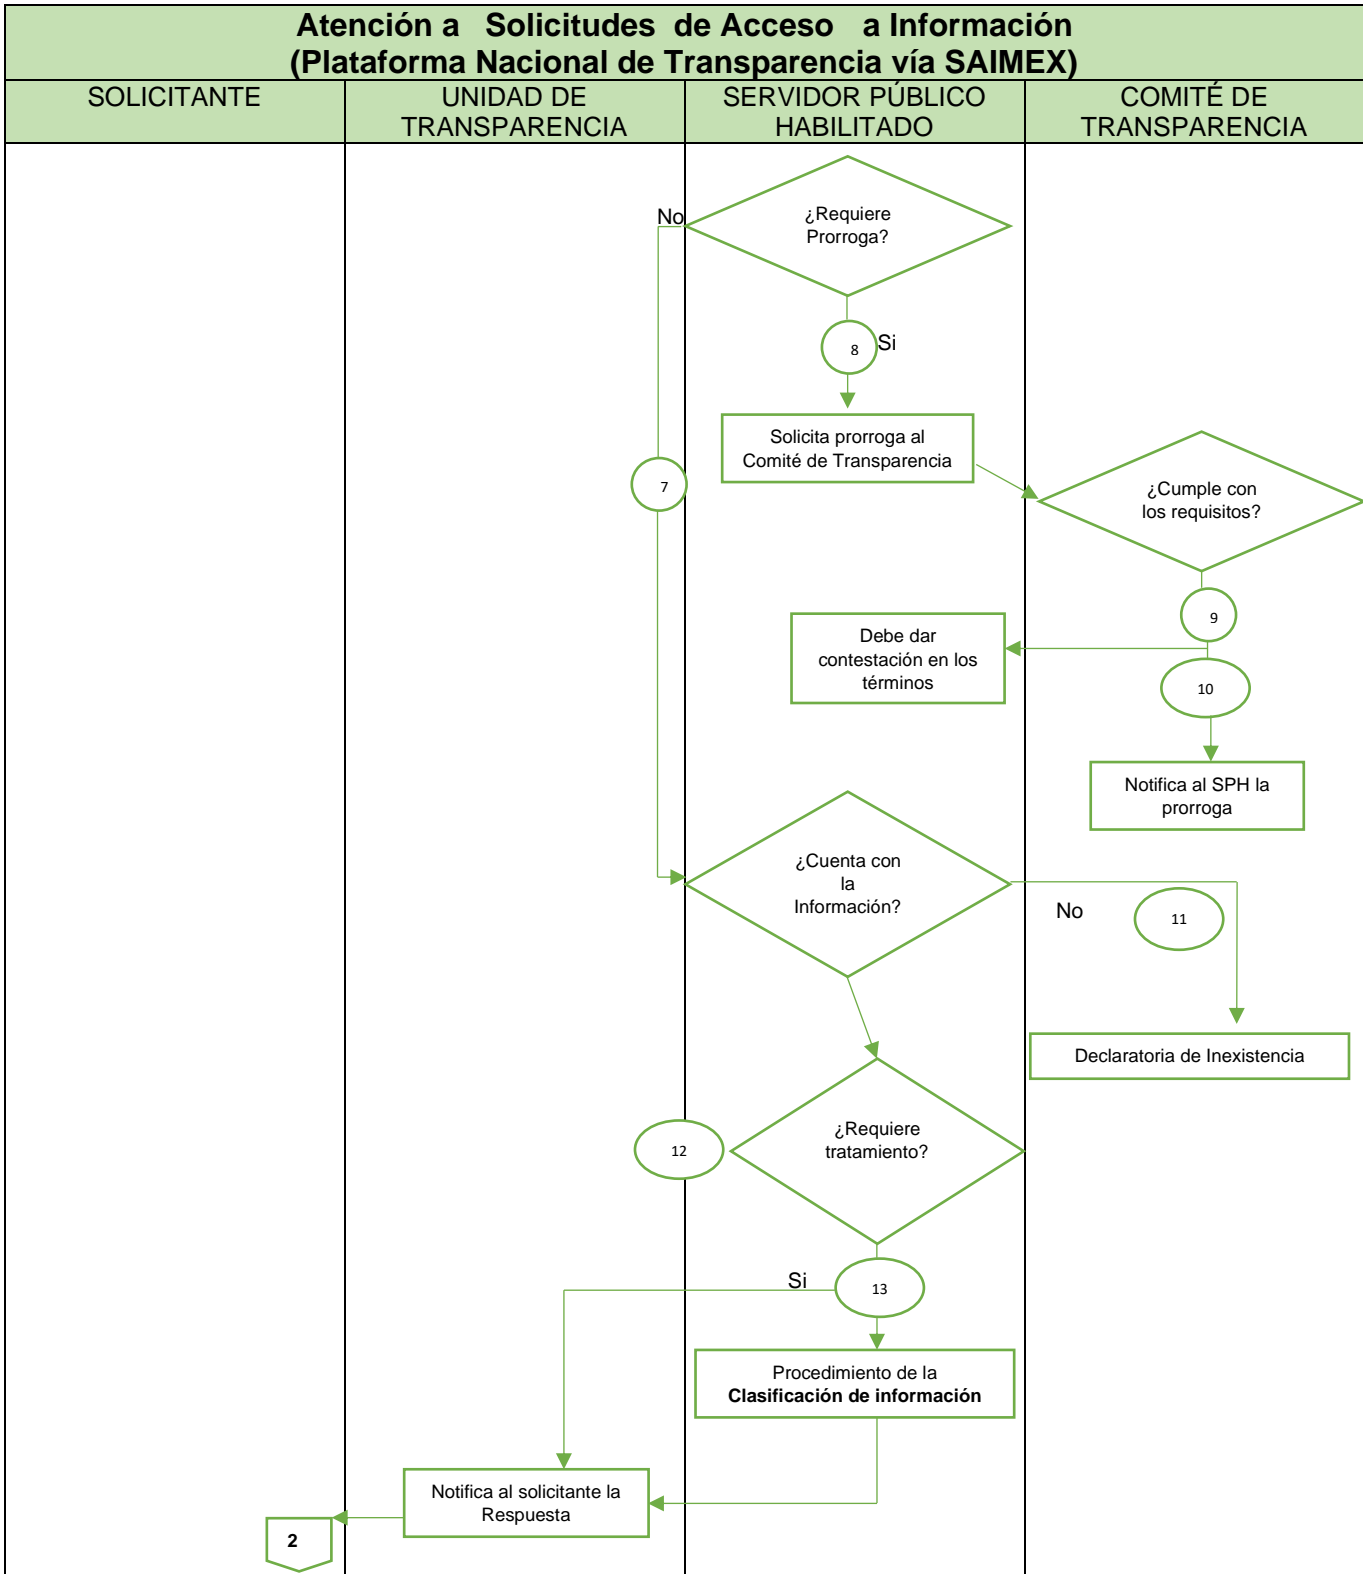 Atención a Solicitudes de Acceso a Información
(Plataforma Nacional de Transparencia vía SAIMEX)
SOLICITANTE
UNIDAD DE
TRANSPARENCIA
SERVIDOR PÚBLICO
HABILITADO
COMITÉ DE
TRANSPARENCIA
¿Requiere
Prorroga?
No
8
Si
Solicita prorroga al
Comité de Transparencia
7
¿Cumple con
los requisitos?
9
Debe dar
contestación en los
términos
10
Notifica al SPH la
prorroga
¿Cuenta con
la
Información?
No
11
Declaratoria de Inexistencia
¿Requiere
tratamiento?
12
Si
13
Procedimiento de la
Clasificación de información
Notifica al solicitante la
Respuesta
2